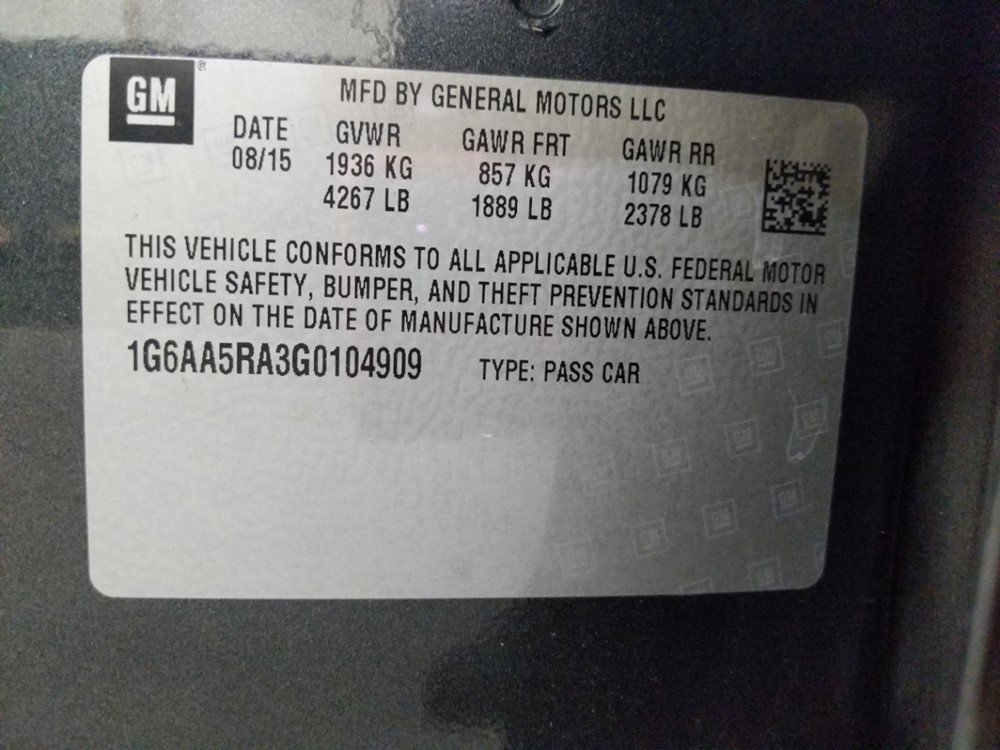 GM
MFD BY GENERAL MOTORS LLC
DATE GVWR GAWR FRT GAWR RR
08/15 1936 KG 857 KG 1079 KG
4267 LB 1889 LB 2378 LB
THIS VEHICLE CONFORMS TO ALL APPLICABLE U.S. FEDERAL MOTOR
VEHICLE SAFETY, BUMPER, AND THEFT PREVENTION STANDARDS IN
EFFECT ON THE DATE OF MANUFACTURE SHOWN ABOVE.
1G6AA5RA3G0104909 TYPE: PASS CAR